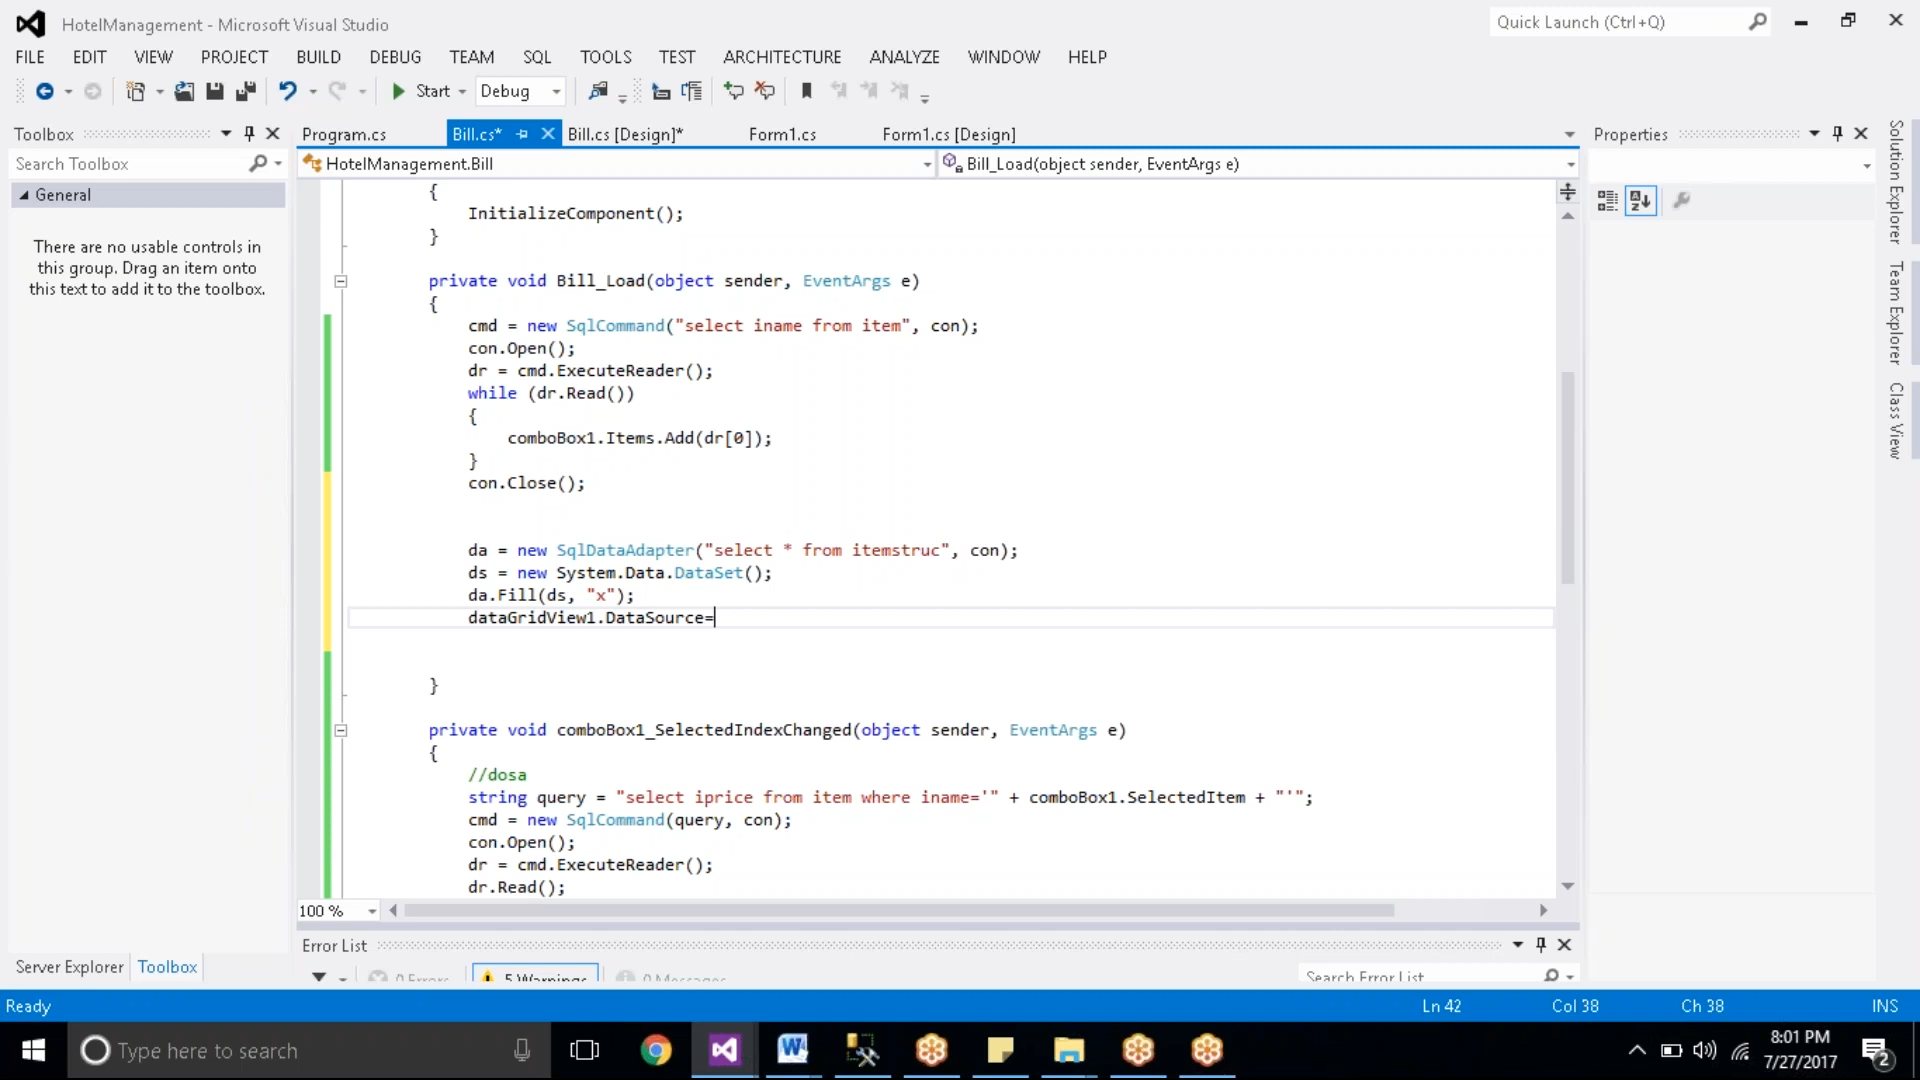 HotelManagement - Microsoft Visual Studio
Quick Launch (Ctrl+Q)
FILE EDIT VIEW PROJECT BUILD DEBUG TEAM SQL TOOLS TEST ARCHITECTURE ANALYZE WINDOW HELP
Start Debug
Toolbox
Search Toolbox
General
There are no usable controls in
this group. Drag an item onto
this text to add it to the toolbox.
Server Explorer Toolbox
Program.cs Bill.cs* Bill.cs [Design]* Form1.cs Form1.cs [Design]
HotelManagement.Bill
Bill_Load(object sender, EventArgs e)
{
InitializeComponent();
}
private void Bill_Load(object sender, EventArgs e)
{
cmd = new SqlCommand("select iname from item", con);
con.Open();
dr = cmd.ExecuteReader();
while (dr.Read())
{
comboBox1.Items.Add(dr[0]);
}
con.Close();
da = new SqlDataAdapter("select * from itemstruc", con);
ds = new System.Data.DataSet();
da.Fill(ds, "x");
dataGridView1.DataSource=
}
private void comboBox1_SelectedIndexChanged(object sender, EventArgs e)
{
//dosa
string query = "select iprice from item where iname='" + comboBox1.SelectedItem + "'";
cmd = new SqlCommand(query, con);
con.Open();
dr = cmd.ExecuteReader();
dr.Read();
100 %
Error List
0 Errors 5 Warnings 0 Messages
Search Error List
Properties
Solution Explorer
Team Explorer
Class View
Ready
Ln 42 Col 38 Ch 38 INS
Type here to search
8:01 PM
7/27/2017
2